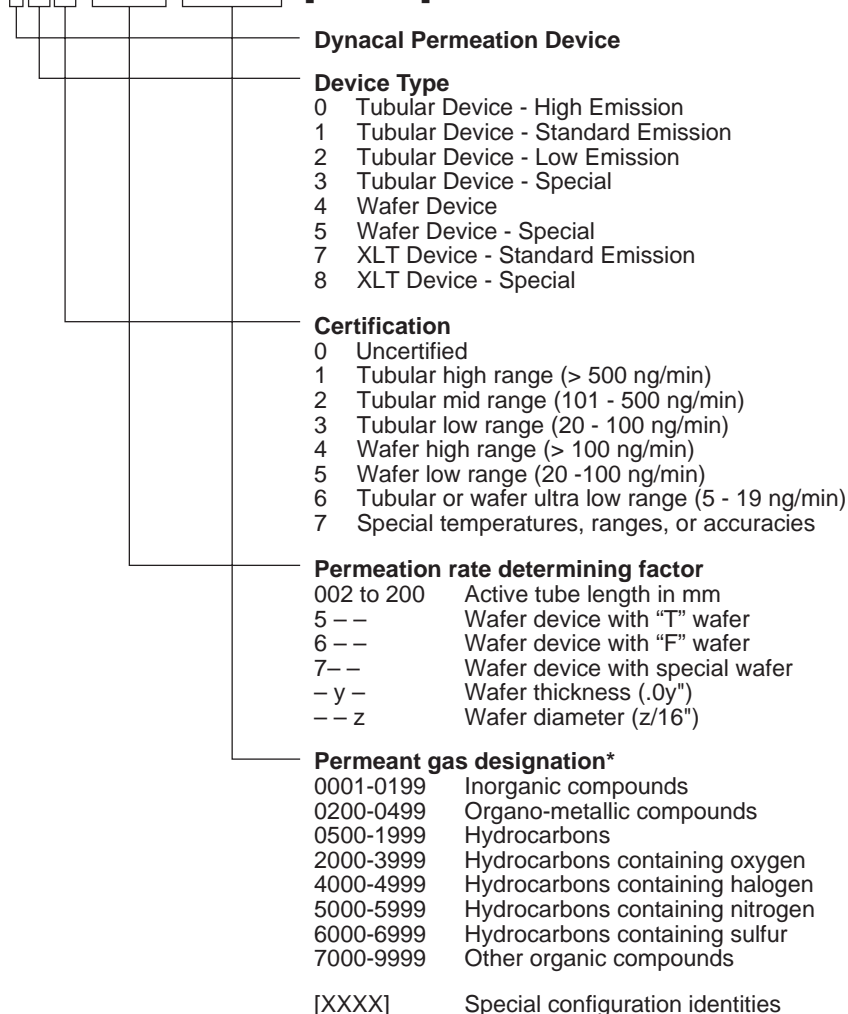 Dynacal Permeation Device
Device Type
0 Tubular Device - High Emission
1 Tubular Device - Standard Emission
2 Tubular Device - Low Emission
3 Tubular Device - Special
4 Wafer Device
5 Wafer Device - Special
7 XLT Device - Standard Emission
8 XLT Device - Special
Certification
0 Uncertified
1 Tubular high range (> 500 ng/min)
2 Tubular mid range (101 - 500 ng/min)
3 Tubular low range (20 - 100 ng/min)
4 Wafer high range (> 100 ng/min)
5 Wafer low range (20 -100 ng/min)
6 Tubular or wafer ultra low range (5 - 19 ng/min)
7 Special temperatures, ranges, or accuracies
Permeation rate determining factor
002 to 200 Active tube length in mm
5 – – Wafer device with “T” wafer
6 – – Wafer device with “F” wafer
7– – Wafer device with special wafer
– y – Wafer thickness (.0y")
– – z Wafer diameter (z/16")
Permeant gas designation*
0001-0199 Inorganic compounds
0200-0499 Organo-metallic compounds
0500-1999 Hydrocarbons
2000-3999 Hydrocarbons containing oxygen
4000-4999 Hydrocarbons containing halogen
5000-5999 Hydrocarbons containing nitrogen
6000-6999 Hydrocarbons containing sulfur
7000-9999 Other organic compounds
[XXXX] Special configuration identities